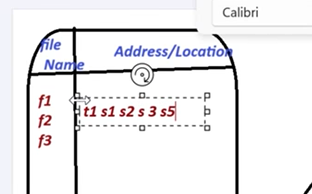 Calibri
file Address/Location
Name
f1 t1 s1 s2 s 3 s5
f2
f3